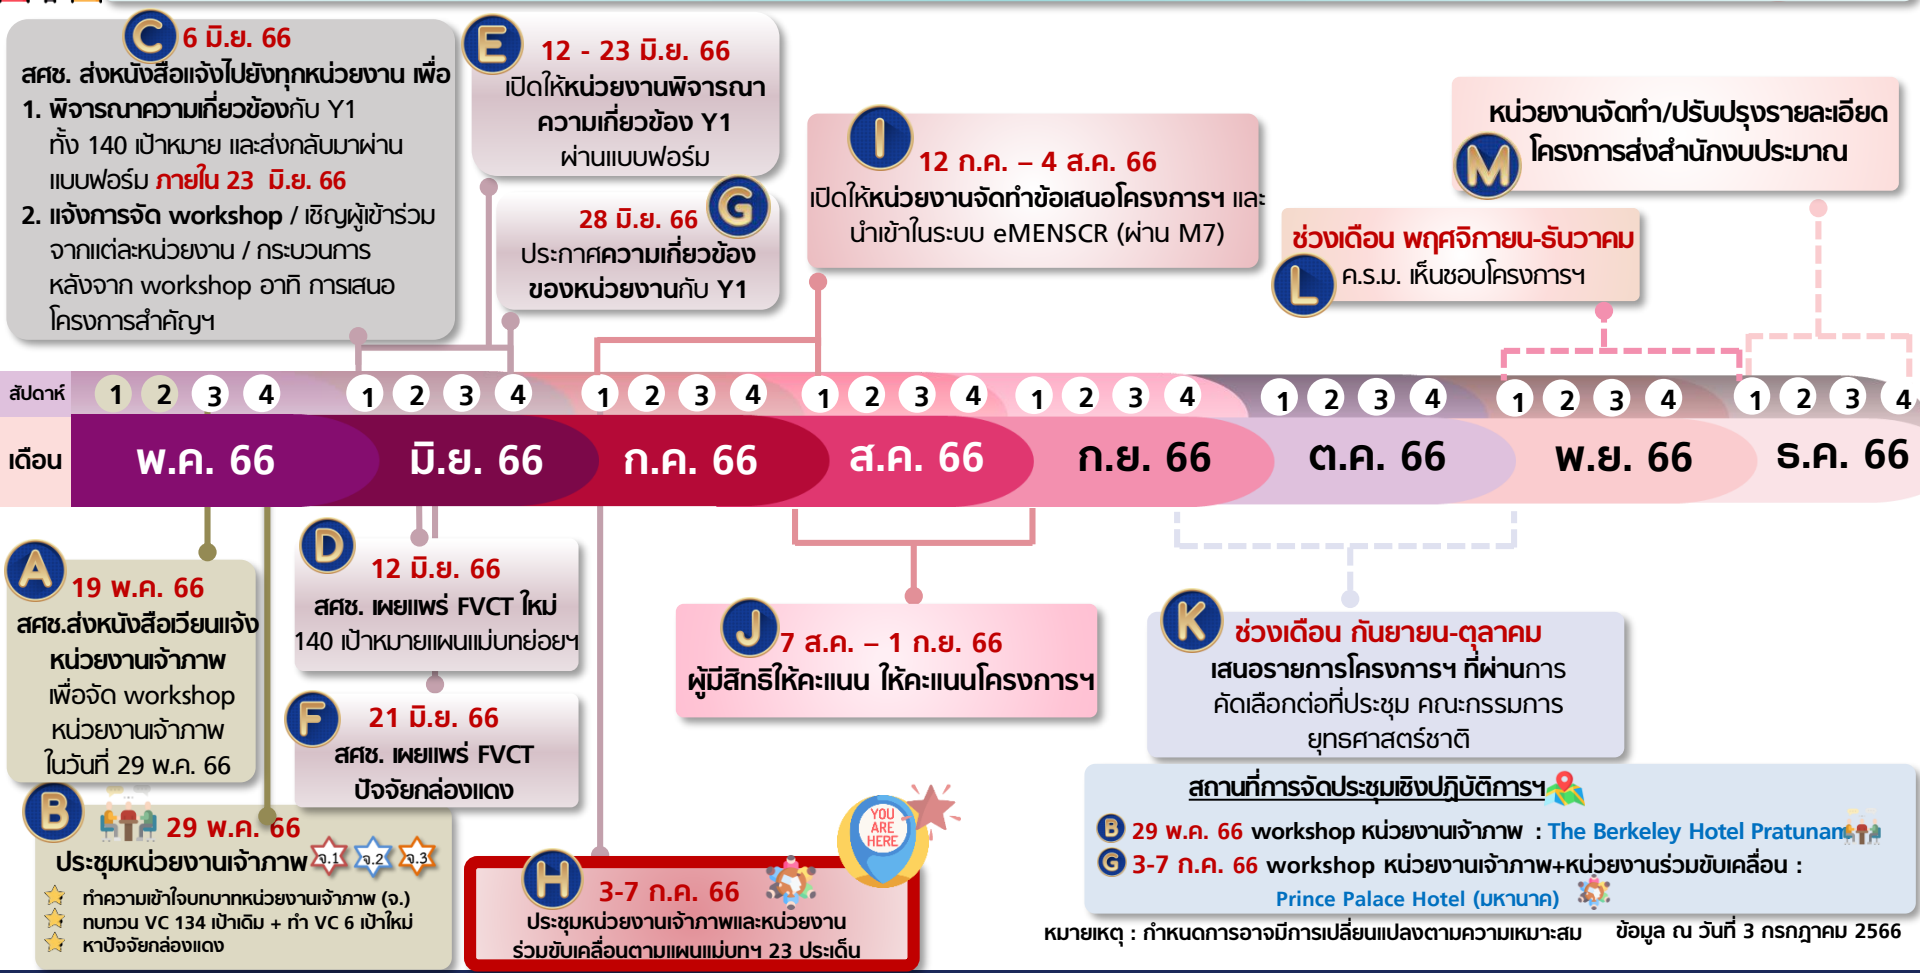 C 6 มิ.ย. 66
สศช. ส่งหนังสือแจ้งไปยังทุกหน่วยงาน เพื่อ
1. พิจารณาความเกี่ยวข้องกับ Y1
ทั้ง 140 เป้าหมาย และส่งกลับมาผ่าน
แบบฟอร์ม ภายใน 23 มิ.ย. 66
2. แจ้งการจัด workshop / เชิญผู้เข้าร่วม
จากแต่ละหน่วยงาน / กระบวนการ
หลังจาก workshop อาทิ การเสนอ
โครงการสำคัญฯ
E 12 - 23 มิ.ย. 66
เปิดให้หน่วยงานพิจารณา
ความเกี่ยวข้อง Y1
ผ่านแบบฟอร์ม
G
28 มิ.ย. 66
ประกาศความเกี่ยวข้อง
ของหน่วยงานกับ Y1
I
12 ก.ค. – 4 ส.ค. 66
เปิดให้หน่วยงานจัดทำข้อเสนอโครงการฯ และ
นำเข้าในระบบ eMENSCR (ผ่าน M7)
M
หน่วยงานจัดทำ/ปรับปรุงรายละเอียด
โครงการส่งสำนักงบประมาณ
L
ช่วงเดือน พฤศจิกายน-ธันวาคม
ค.ร.ม. เห็นชอบโครงการฯ
สัปดาห์ 1 2 3 4 1 2 3 4 1 2 3 4 1 2 3 4 1 2 3 4 1 2 3 4 1 2 3 4 1 2 3 4
เดือน พ.ค. 66 มิ.ย. 66 ก.ค. 66 ส.ค. 66 ก.ย. 66 ต.ค. 66 พ.ย. 66 ธ.ค. 66
A
19 พ.ค. 66
สศช.ส่งหนังสือเวียนแจ้ง
หน่วยงานเจ้าภาพ
เพื่อจัด workshop
หน่วยงานเจ้าภาพ
ในวันที่ 29 พ.ค. 66
B 29 พ.ค. 66
ประชุมหน่วยงานเจ้าภาพ จ.1 จ.2 จ.3
ทำความเข้าใจบทบาทหน่วยงานเจ้าภาพ (จ.)
ทบทวน VC 134 เป้าเดิม + ทำ VC 6 เป้าใหม่
หาปัจจัยกล่องแดง
D
12 มิ.ย. 66
สศช. เผยแพร่ FVCT ใหม่
140 เป้าหมายแผนแม่บทย่อยฯ
F
21 มิ.ย. 66
สศช. เผยแพร่ FVCT
ปัจจัยกล่องแดง
YOU
ARE
HERE
H
3-7 ก.ค. 66
ประชุมหน่วยงานเจ้าภาพและหน่วยงาน
ร่วมขับเคลื่อนตามแผนแม่บทฯ 23 ประเด็น
J
7 ส.ค. – 1 ก.ย. 66
ผู้มีสิทธิให้คะแนน ให้คะแนนโครงการฯ
K
ช่วงเดือน กันยายน-ตุลาคม
เสนอรายการโครงการฯ ที่ผ่านการ
คัดเลือกต่อที่ประชุม คณะกรรมการ
ยุทธศาสตร์ชาติ
สถานที่การจัดประชุมเชิงปฏิบัติการฯ
B 29 พ.ค. 66 workshop หน่วยงานเจ้าภาพ : The Berkeley Hotel Pratunam
G 3-7 ก.ค. 66 workshop หน่วยงานเจ้าภาพ+หน่วยงานร่วมขับเคลื่อน :
Prince Palace Hotel (มหานาค)
หมายเหตุ : กำหนดการอาจมีการเปลี่ยนแปลงตามความเหมาะสม ข้อมูล ณ วันที่ 3 กรกฎาคม 2566